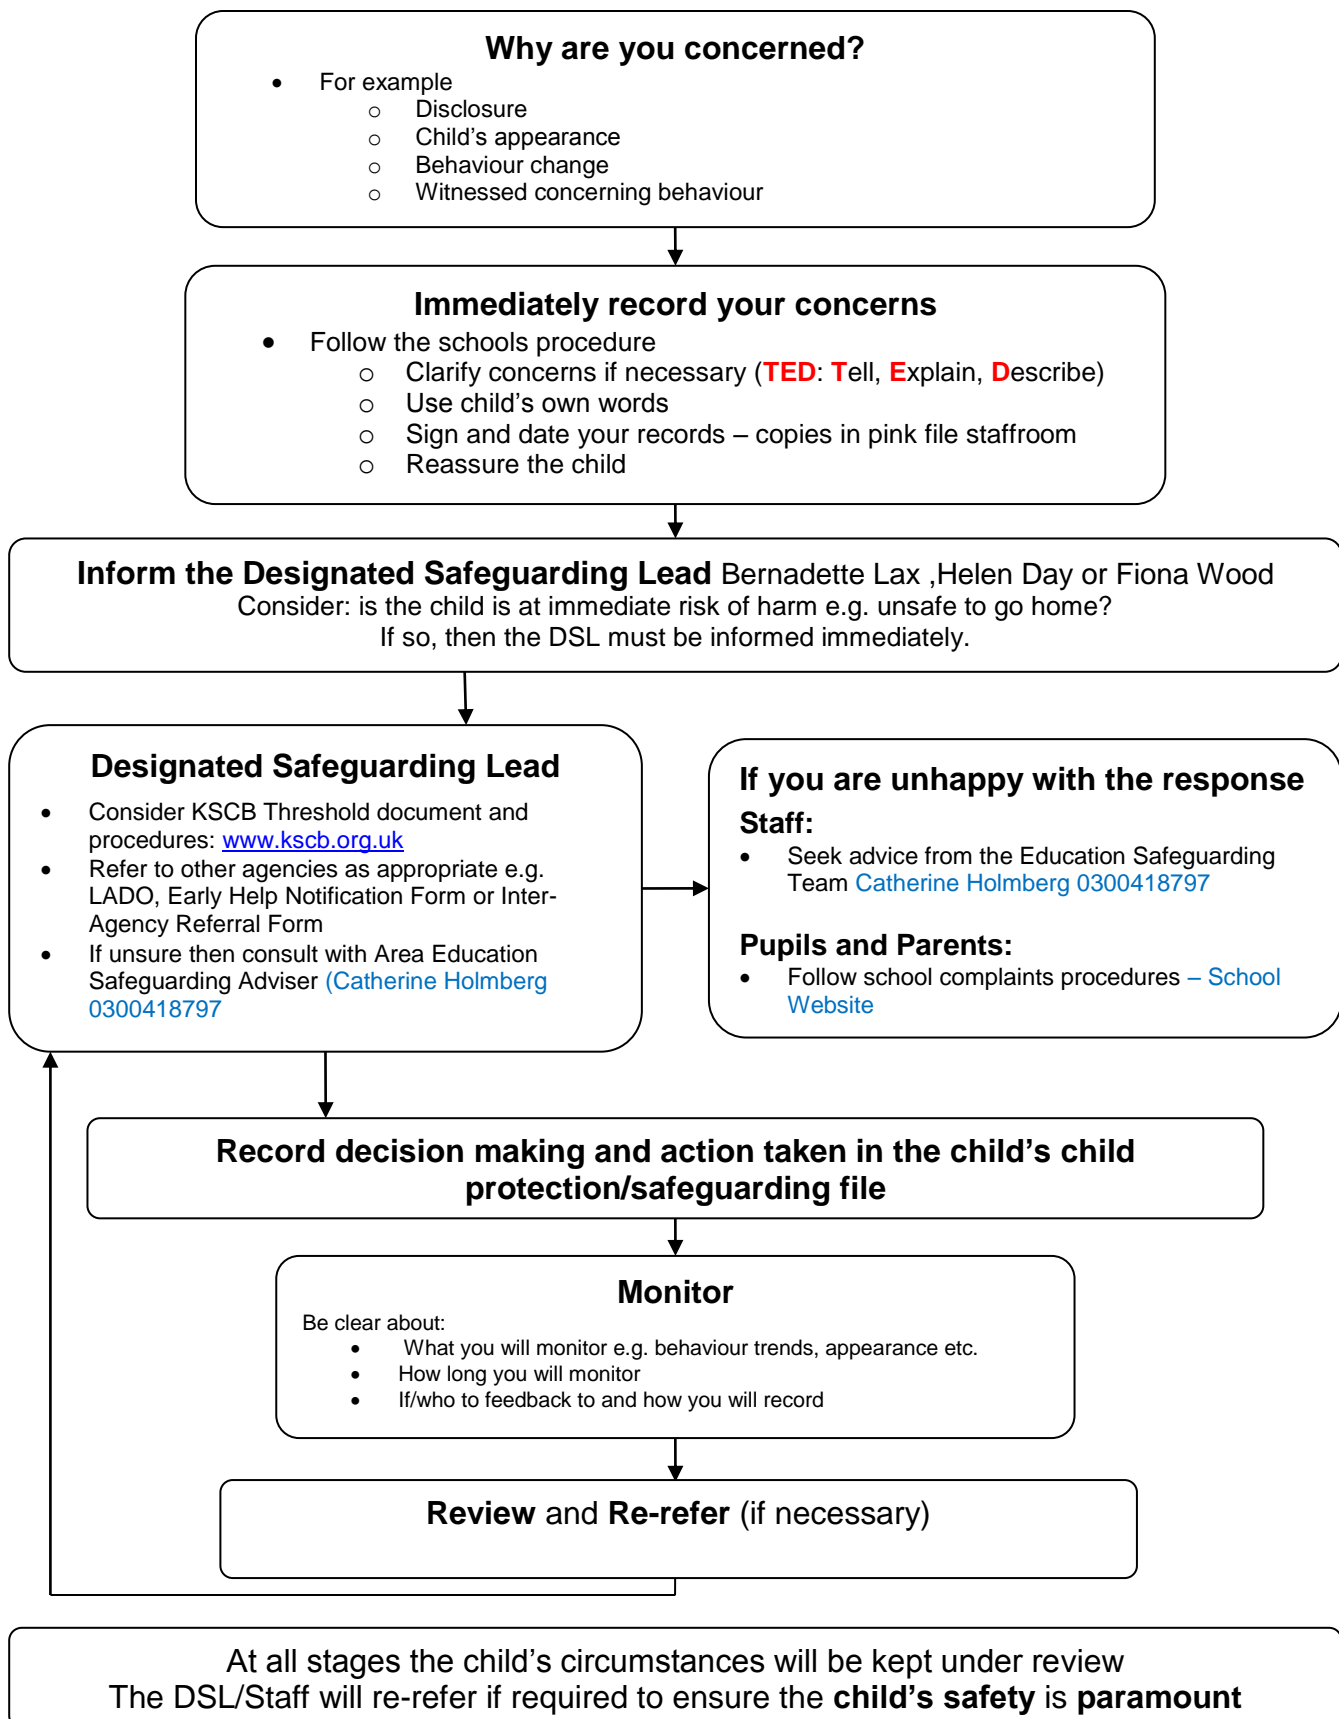 Why are you concerned?
• For example
o Disclosure
o Child's appearance
o Behaviour change
o Witnessed concerning behaviour
Immediately record your concerns
• Follow the schools procedure
o Clarify concerns if necessary (TED: Tell, Explain, Describe)
o Use child's own words
o Sign and date your records – copies in pink file staffroom
o Reassure the child
Inform the Designated Safeguarding Lead Bernadette Lax ,Helen Day or Fiona Wood
Consider: is the child is at immediate risk of harm e.g. unsafe to go home?
If so, then the DSL must be informed immediately.
Designated Safeguarding Lead
• Consider KSCB Threshold document and
procedures: www.kscb.org.uk
• Refer to other agencies as appropriate e.g.
LADO, Early Help Notification Form or Inter-
Agency Referral Form
• If unsure then consult with Area Education
Safeguarding Adviser (Catherine Holmberg
0300418797
If you are unhappy with the response
Staff:
• Seek advice from the Education Safeguarding
Team Catherine Holmberg 0300418797
Pupils and Parents:
• Follow school complaints procedures – School
Website
Record decision making and action taken in the child's child
protection/safeguarding file
Monitor
Be clear about:
• What you will monitor e.g. behaviour trends, appearance etc.
• How long you will monitor
• If/who to feedback to and how you will record
Review and Re-refer (if necessary)
At all stages the child's circumstances will be kept under review
The DSL/Staff will re-refer if required to ensure the child's safety is paramount